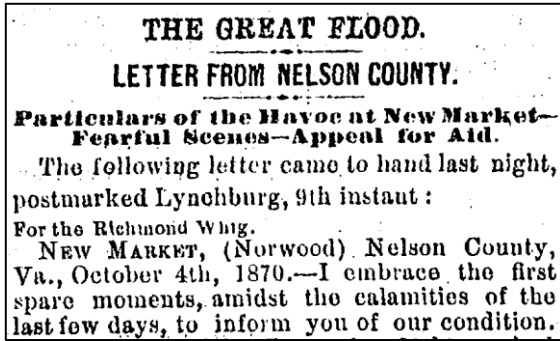 THE GREAT FLOOD.
LETTER FROM NELSON COUNTY.
Particulars of the Havoc at New Market—
Fearful Scenes—Appeal for Aid.
The following letter came to hand last night,
postmarked Lynchburg, 9th instant :
For the Richmond Whig.
NEW MARKET, (Norwood) Nelson County,
Va., October 4th, 1870.—I embrace the first
spare moments, amidst the calamities of the
last few days, to inform you of our condition.